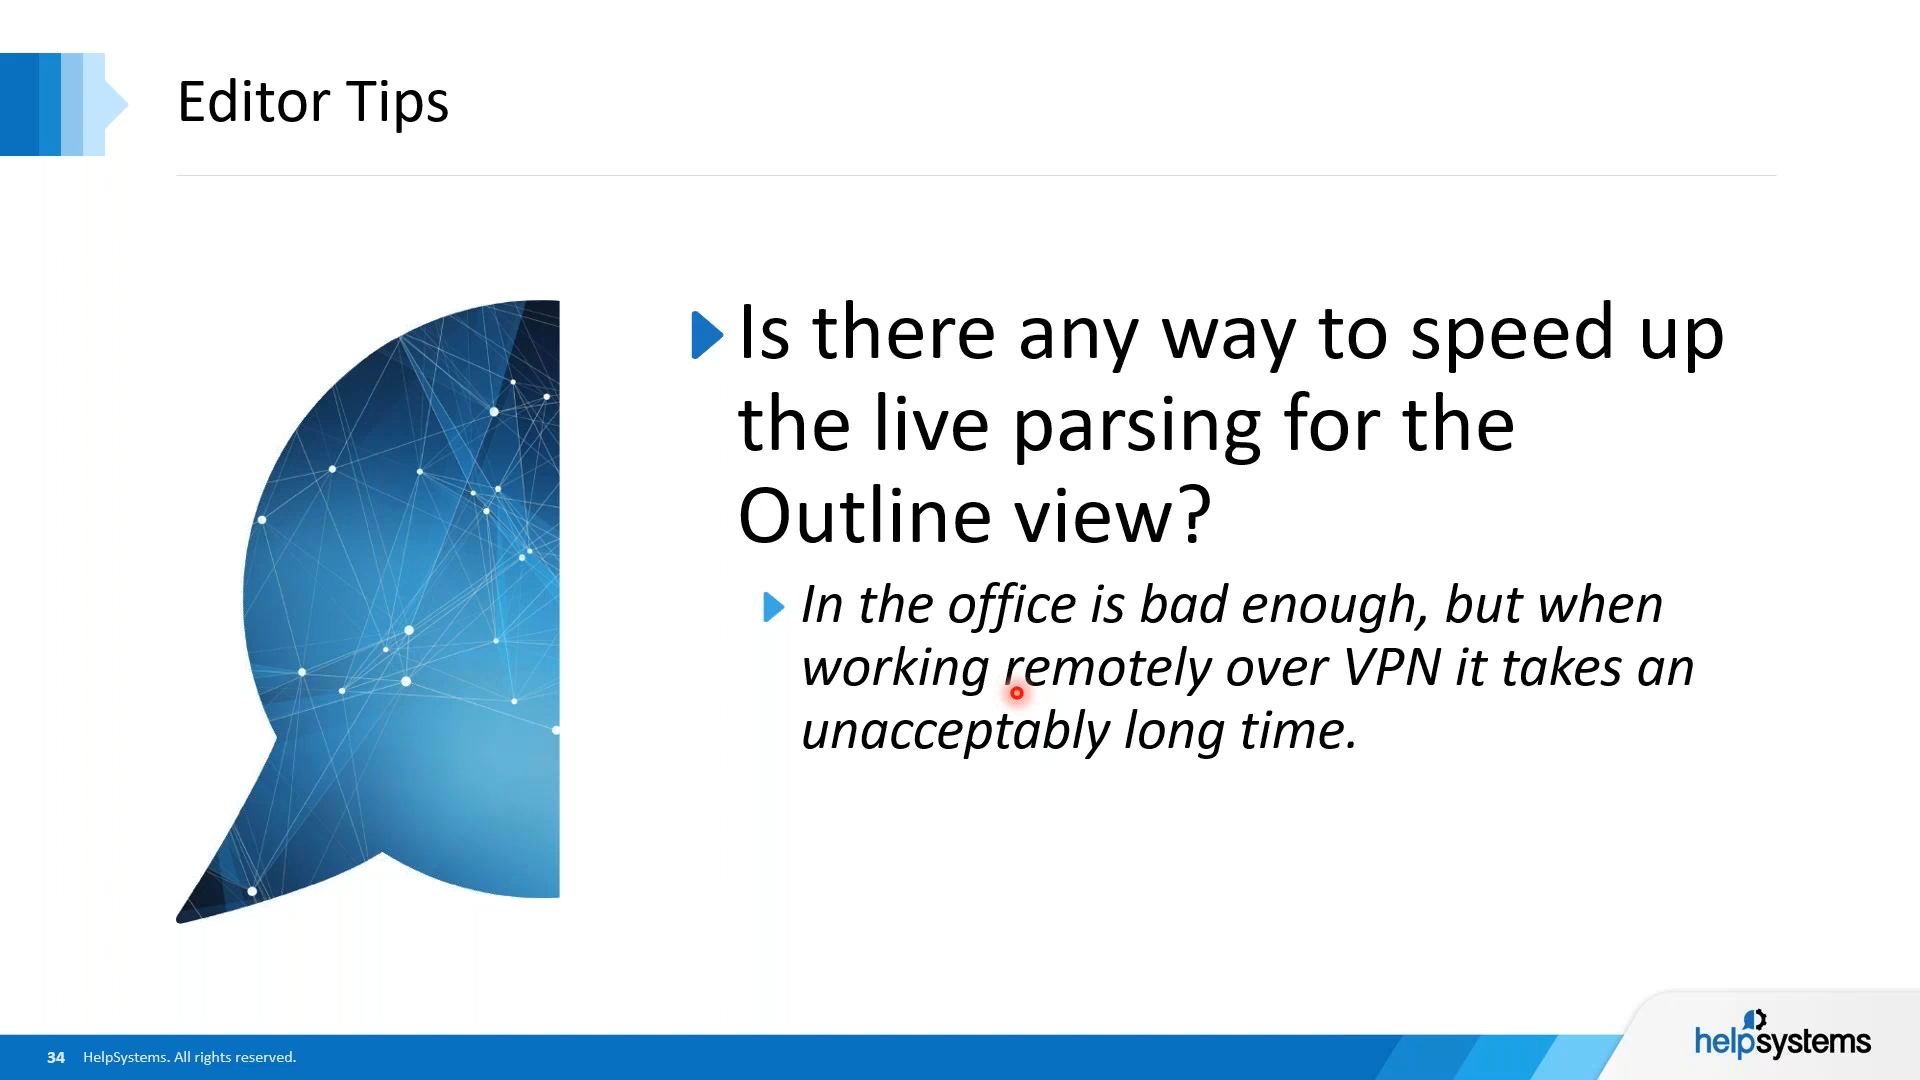 Editor Tips
Is there any way to speed up
the live parsing for the
Outline view?
In the office is bad enough, but when
working remotely over VPN it takes an
unacceptably long time.
34 HelpSystems. All rights reserved.
helpsystems